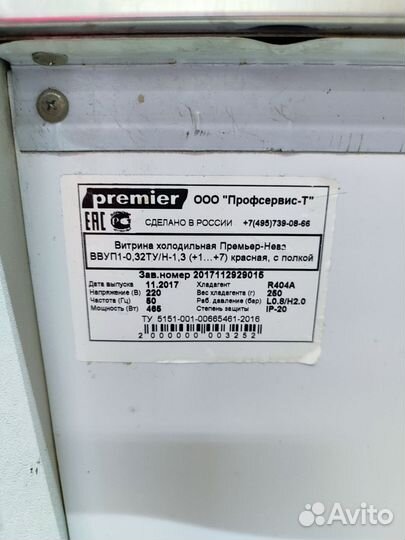 premier ООО "Профсервис-Т"
EAC СДЕЛАНО В РОССИИ +7(495)739-08-66
Витрина холодильная Премьер-Нева
ВВУП1-0,32ТУ/Н-1,3 (+1...+7) красная, с полкой
Зав.номер 2017112929015
Дата выпуска 11.2017 Хладагент R404A
Напряжение (В) 220 Вес хладагента (г) 250
Частота (Гц) 50 Раб. давление (бар) L0.8/H2.0
Мощность (Вт) 465 Степень защиты IP-20
ТУ 5151-001-00665461-2016
2 000000 003252
Avito